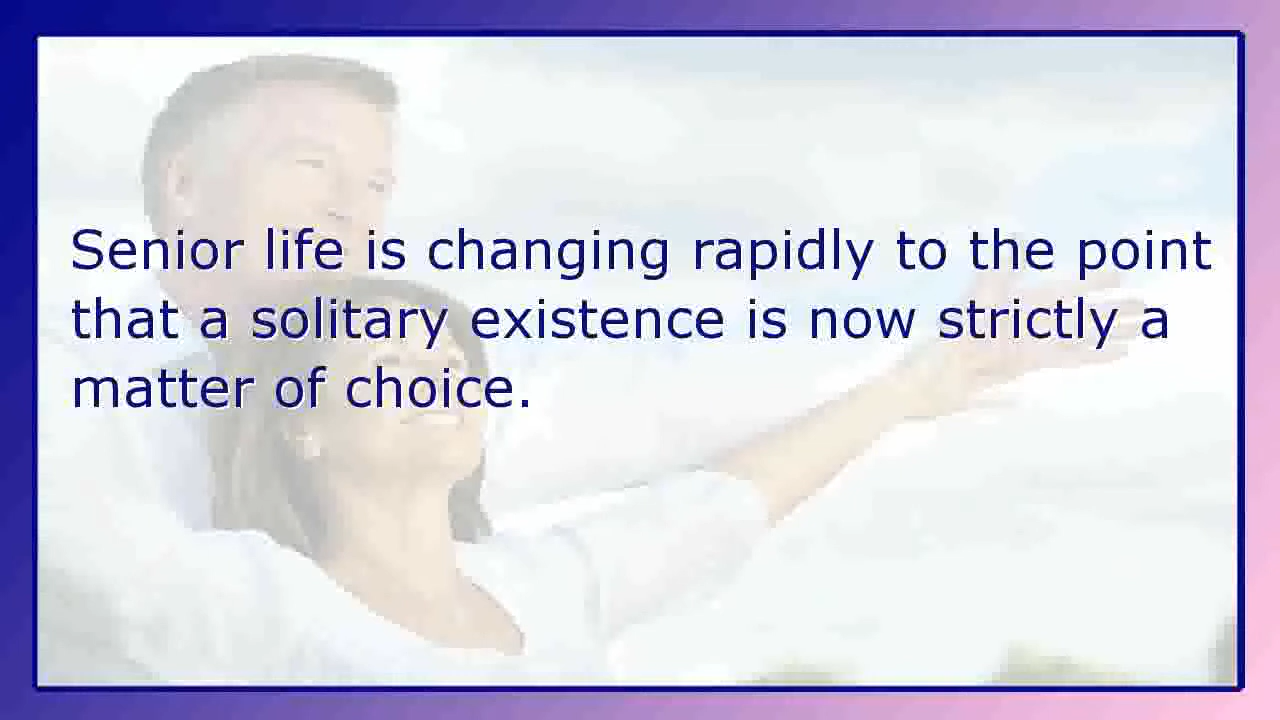 Senior life is changing rapidly to the point
that a solitary existence is now strictly a
matter of choice.